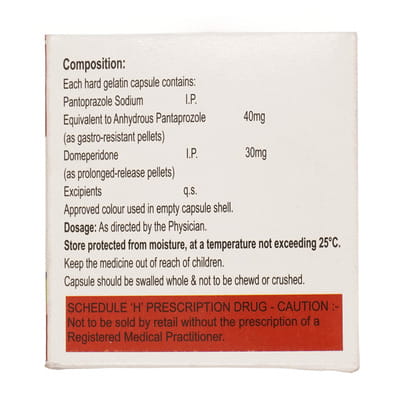 Composition:
Each hard gelatin capsule contains:
Pantoprazole Sodium I.P.
Equivalent to Anhydrous Pantaprozole 40mg
(as gastro-resistant pellets)
Domeperidone I.P. 30mg
(as prolonged-release pellets)
Excipients q.s.
Approved colour used in empty capsule shell.
Dosage: As directed by the Physician.
Store protected from moisture, at a temperature not exceeding 25°C.
Keep the medicine out of reach of children.
Capsule should be swalled whole & not to be chewd or crushed.
SCHEDULE 'H' PRESCRIPTION DRUG - CAUTION :-
Not to be sold by retail without the prescription of a
Registered Medical Practitioner.